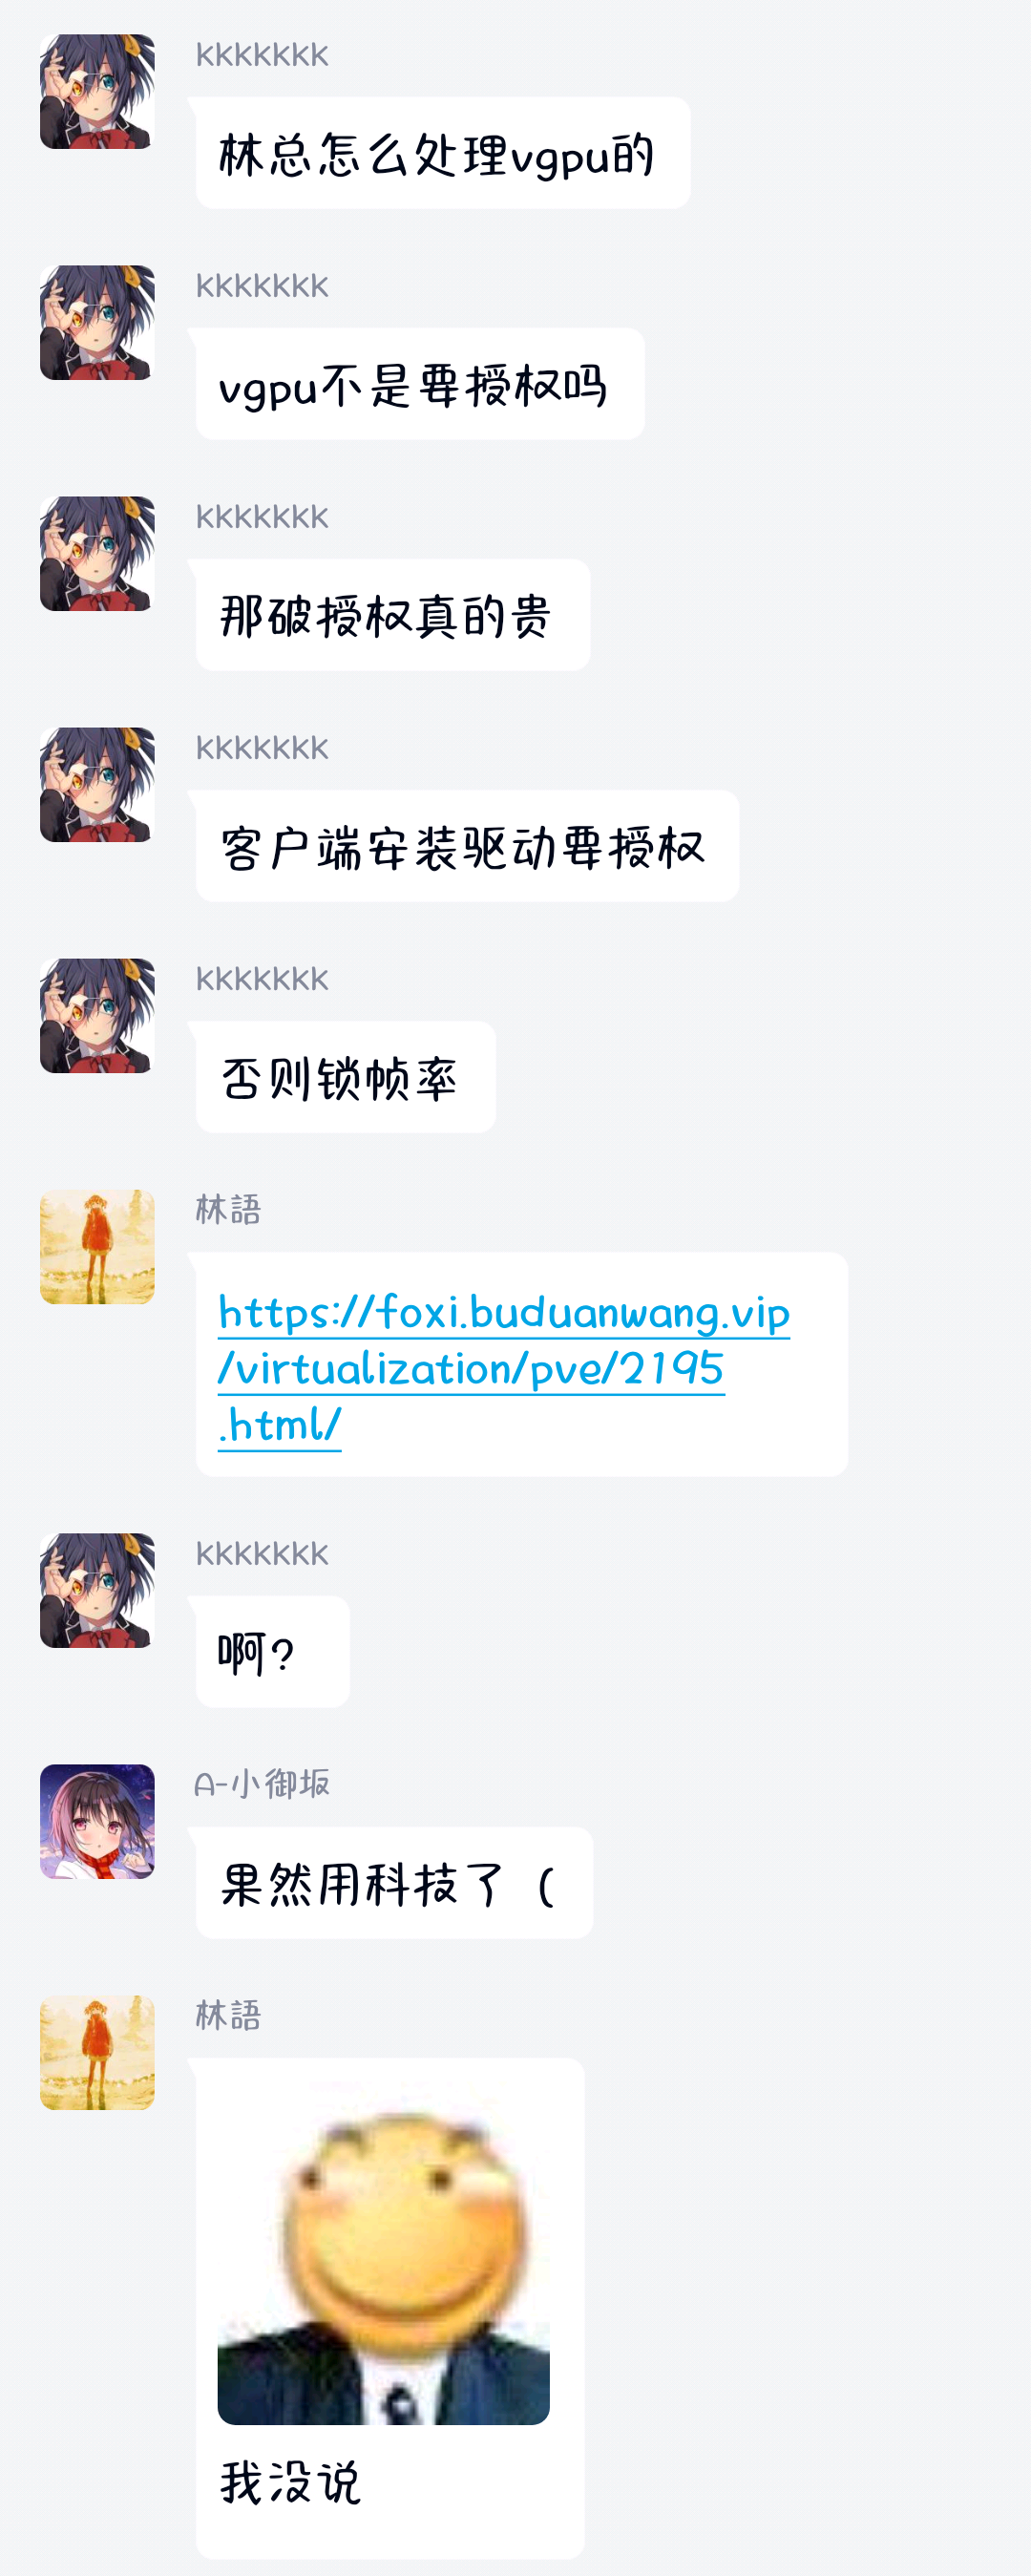 kkkkkkk
林总怎么处理vgpu的
kkkkkkk
vgpu不是要授权吗
kkkkkkk
那破授权真的贵
kkkkkkk
客户端安装驱动要授权
kkkkkkk
否则锁帧率
林語
https://foxi.buduanwang.vip
/virtualization/pve/2195
.html/
kkkkkkk
啊?
A-小御坂
果然用科技了（
林語
我没说